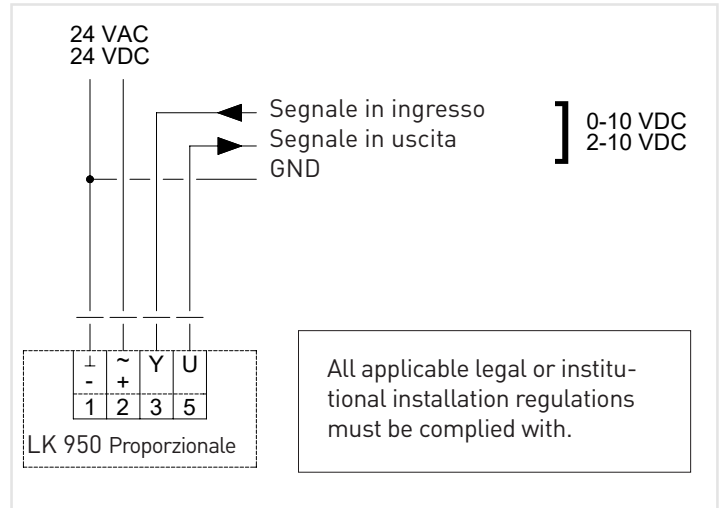 24 VAC
24 VDC
Segnale in ingresso
Segnale in uscita
GND
0-10 VDC
2-10 VDC
⊥ ~ Y U
- +
1 2 3 5
LK 950 Proporzionale
All applicable legal or institu-
tional installation regulations
must be complied with.